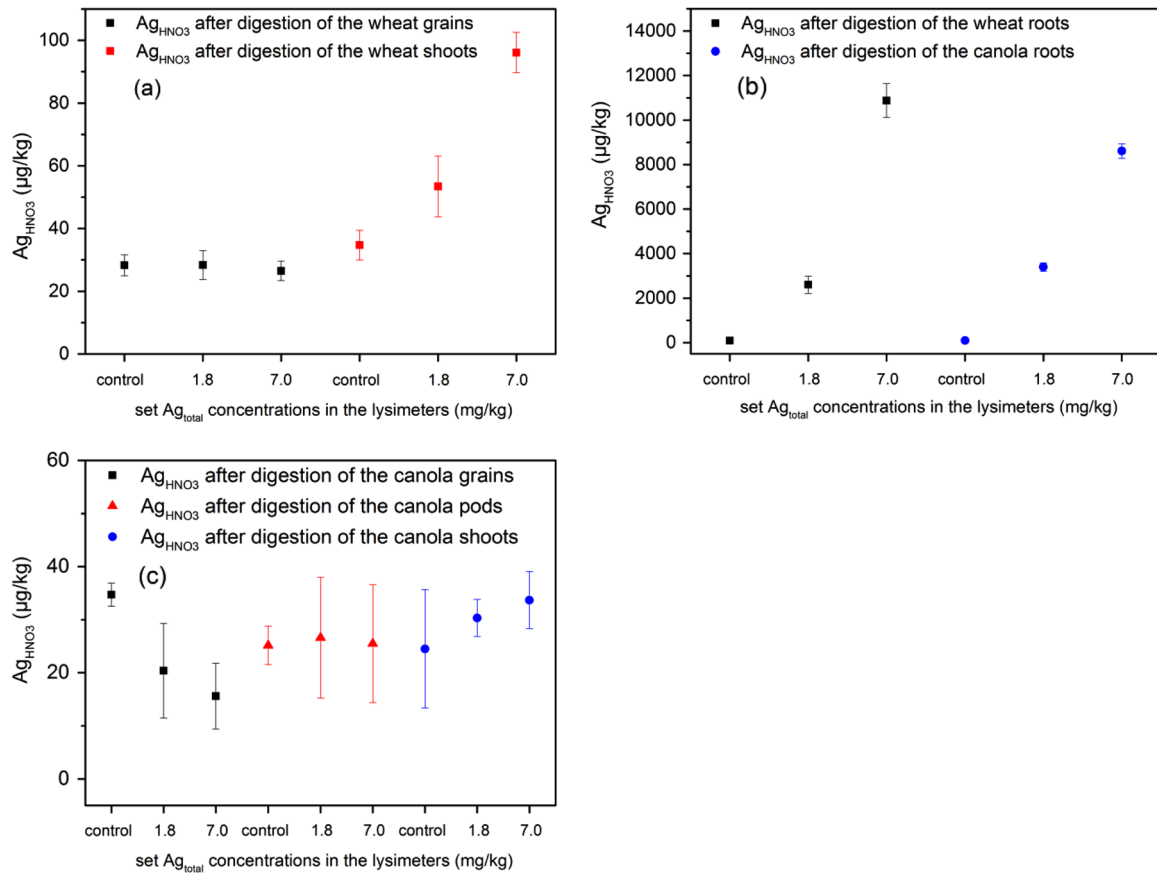 Ag_HNO3 after digestion of the wheat grains
Ag_HNO3 after digestion of the wheat shoots
(a)
Ag_HNO3 (µg/kg)
100
80
60
40
20
0
control 1.8 7.0 control 1.8 7.0
set Ag_total concentrations in the lysimeters (mg/kg)
Ag_HNO3 after digestion of the wheat roots
Ag_HNO3 after digestion of the canola roots
(b)
Ag_HNO3 (µg/kg)
14000
12000
10000
8000
6000
4000
2000
0
control 1.8 7.0 control 1.8 7.0
set Ag_total concentrations in the lysimeters (mg/kg)
Ag_HNO3 after digestion of the canola grains
Ag_HNO3 after digestion of the canola pods
Ag_HNO3 after digestion of the canola shoots
(c)
Ag_HNO3 (µg/kg)
60
40
20
0
control 1.8 7.0 control 1.8 7.0 control 1.8 7.0
set Ag_total concentrations in the lysimeters (mg/kg)